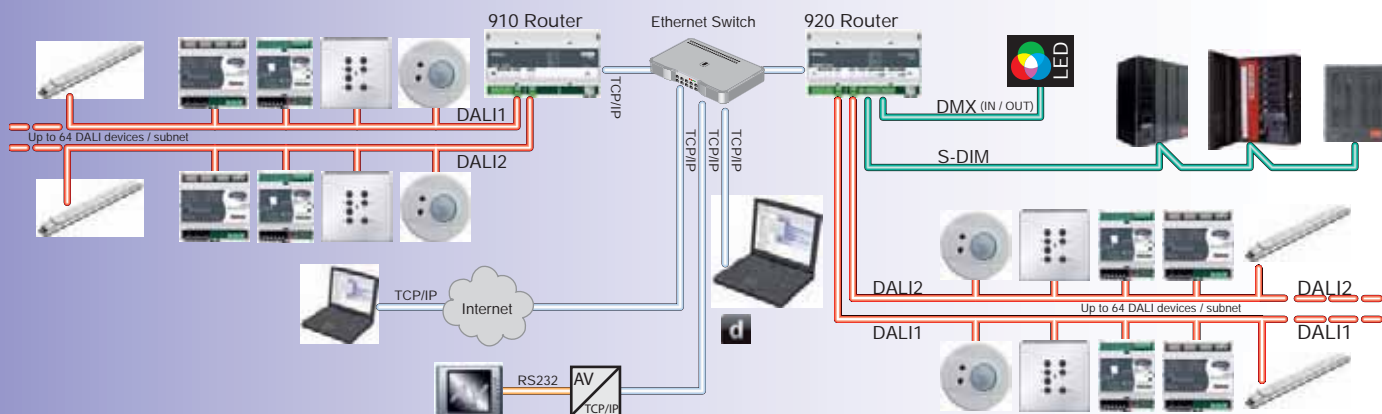 910 Router
Ethernet Switch
920 Router
LED
TCP/IP
DMX (IN / OUT)
DALI1
Up to 64 DALI devices / subnet
DALI2
TCP/IP
TCP/IP
TCP/IP
S-DIM
TCP/IP
Internet
d
DALI2
DALI2
Up to 64 DALI devices / subnet
DALI1
DALI1
RS232
AV
TCP/IP